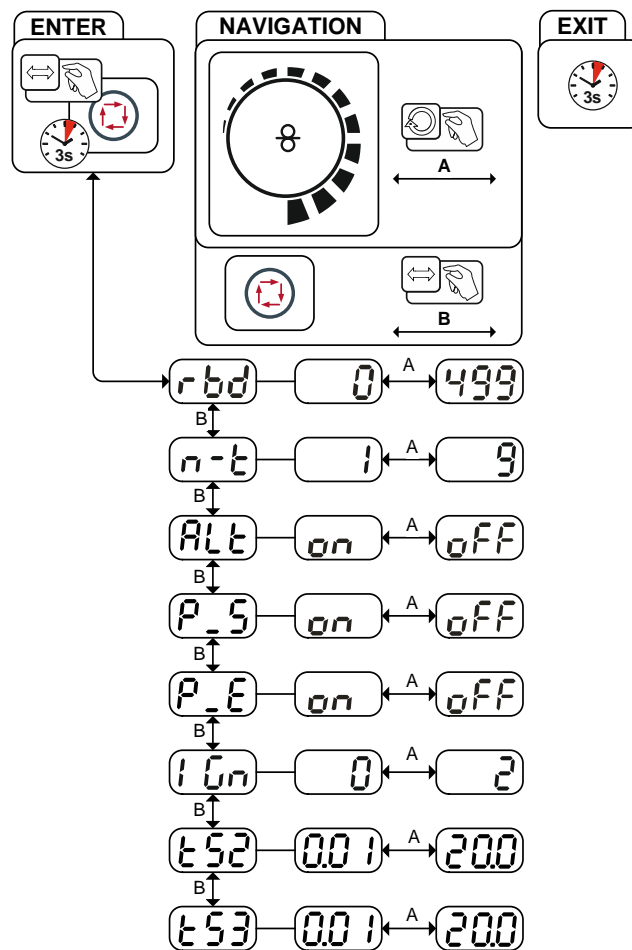 ENTER
NAVIGATION
EXIT
3s
3s
A
B
rbd 0 A 499
B
n-t 1 A 9
B
ALt on A oFF
B
P_S on A oFF
B
P_E on A oFF
B
IGn 0 A 2
B
tS2 0.01 A 20.0
B
tS3 0.01 A 20.0